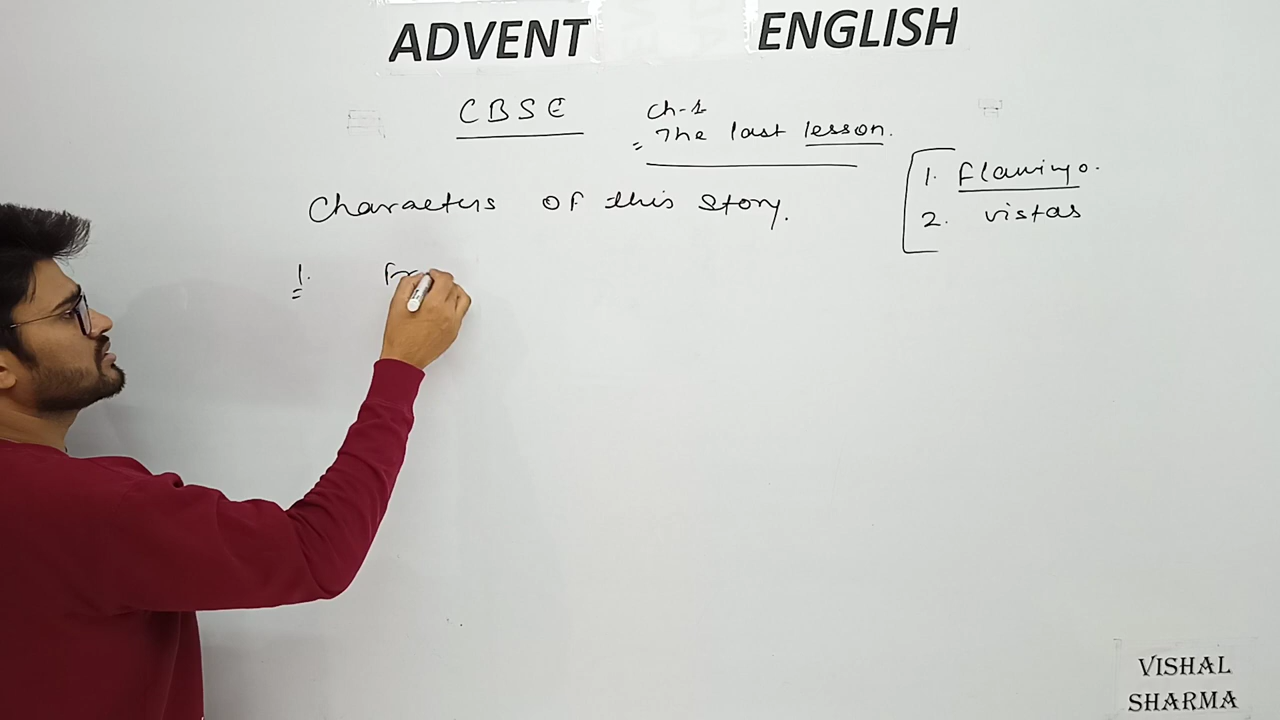 ADVENT ENGLISH
CBSE
Ch-1
The last lesson.
1. Flamingo.
2. vistas
Characters of this story.
1. Fr
VISHAL
SHARMA